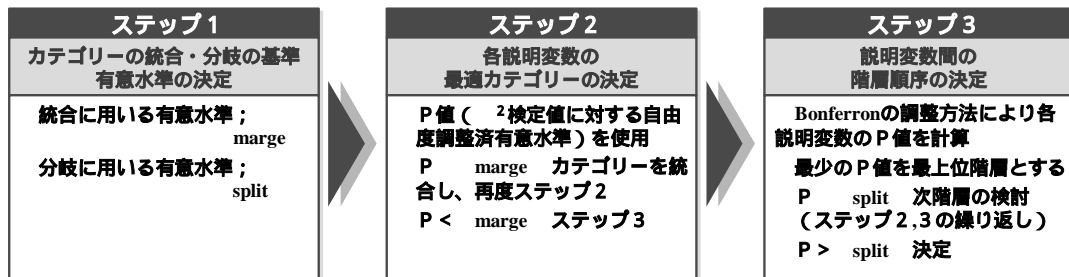 ステップ1
カテゴリーの統合・分岐の基準
有意水準の決定
統合に用いる有意水準；
marge
分岐に用いる有意水準；
split
ステップ2
各説明変数の
最適カテゴリーの決定
P値（ ²検定値に対する自由
度調整済有意水準）を使用
P marge カテゴリーを統
合し、再度ステップ2
P< marge ステップ3
ステップ3
説明変数間の
階層順序の決定
Bonferronの調整方法により各
説明変数のP値を計算
最少のP値を最上位階層とする
P split 次階層の検討
（ステップ2,3の繰り返し）
P> split 決定